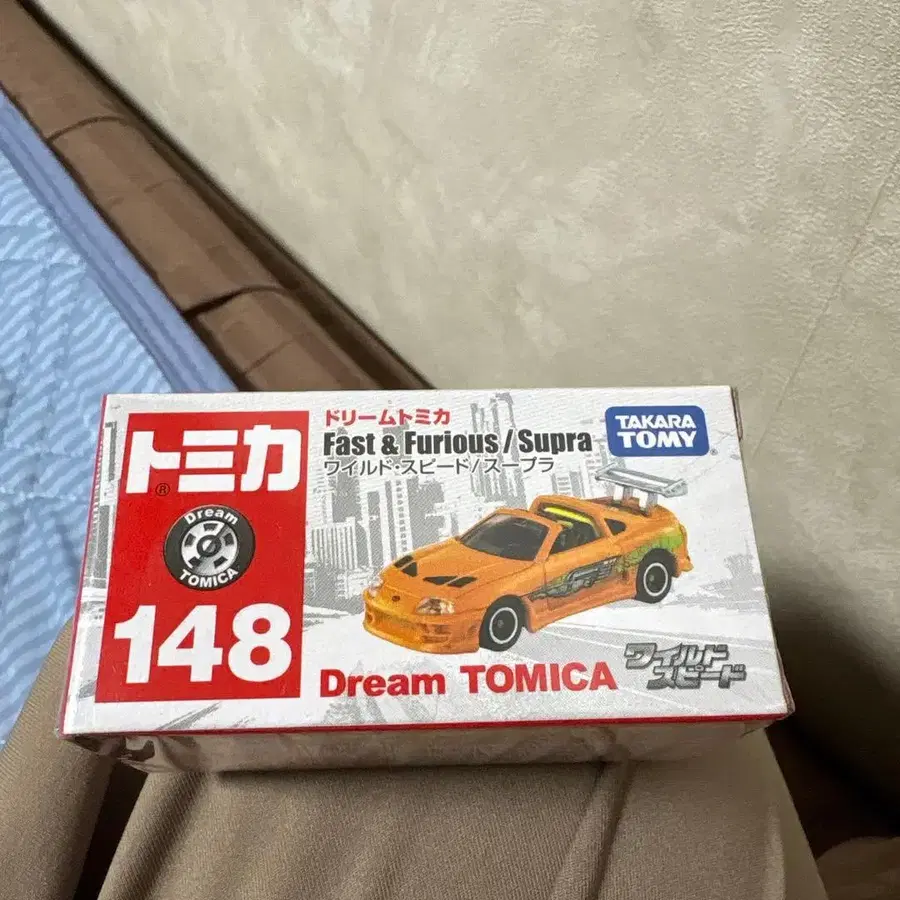 トミカ
®
Dream
TOMICA
148
ドリームトミカ
Fast & Furious / Supra
ワイルド・スピード/スープラ
TAKARA
TOMY
®
Dream TOMICA
ワイルド
スピード